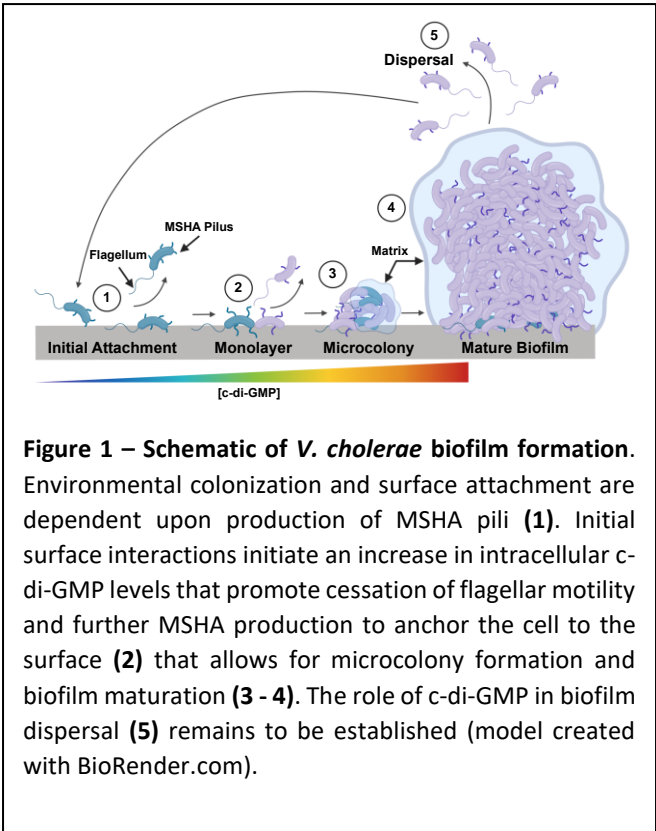 5
Dispersal
MSHA Pilus
4
Flagellum
3
Matrix
2
1
Initial Attachment Monolayer Microcolony Mature Biofilm
[c-di-GMP]
Figure 1 – Schematic of V. cholerae biofilm formation.
Environmental colonization and surface attachment are
dependent upon production of MSHA pili (1). Initial
surface interactions initiate an increase in intracellular c-
di-GMP levels that promote cessation of flagellar motility
and further MSHA production to anchor the cell to the
surface (2) that allows for microcolony formation and
biofilm maturation (3 - 4). The role of c-di-GMP in biofilm
dispersal (5) remains to be established (model created
with BioRender.com).